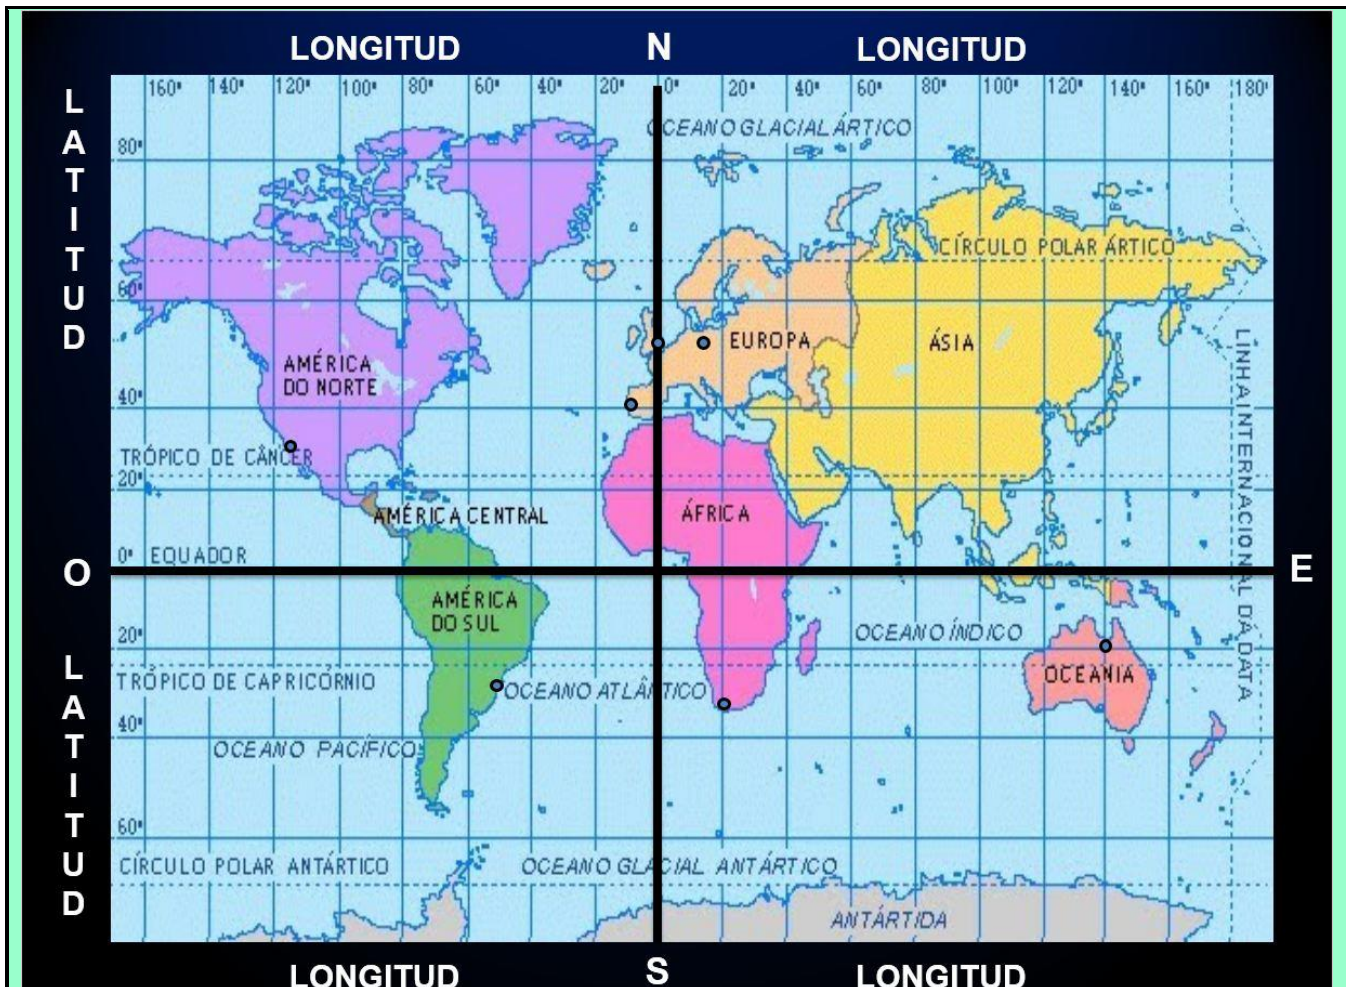 LONGITUD N LONGITUD
160° 140° 120° 100° 80° 60° 40° 20° 0° 20° 40° 60° 80° 100° 120° 140° 160° 180°
LATITUD
OCEANO GLACIAL ÁRTICO
80°
CÍRCULO POLAR ÁRTICO
60°
EUROPA
ÁSIA
AMÉRICA
DO NORTE
LINHA INTERNACIONAL DÁ DATA
40°
TRÓPICO DE CÂNCER
20°
AMÉRICA CENTRAL
ÁFRICA
0° EQUADOR
O
E
AMÉRICA
DO SUL
20°
OCEANO ÍNDICO
LATITUD
TRÓPICO DE CAPRICÓRNIO
OCEANO ATLÂNTICO
OCEANIA
40°
OCEANO PACÍFICO
60°
CÍRCULO POLAR ANTÁRTICO
OCEANO GLACIAL ANTÁRTICO
ANTÁRTIDA
LONGITUD S LONGITUD